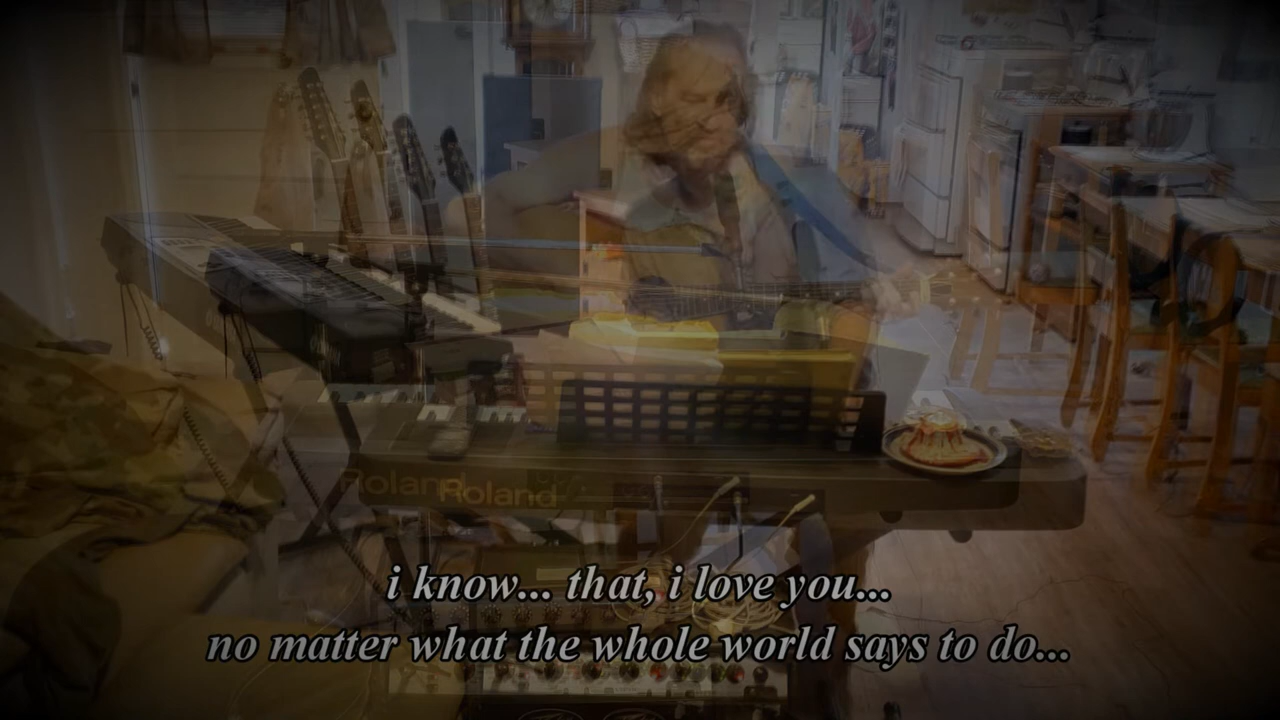 Roland Roland
i know... that, i love you...
no matter what the whole world says to do...